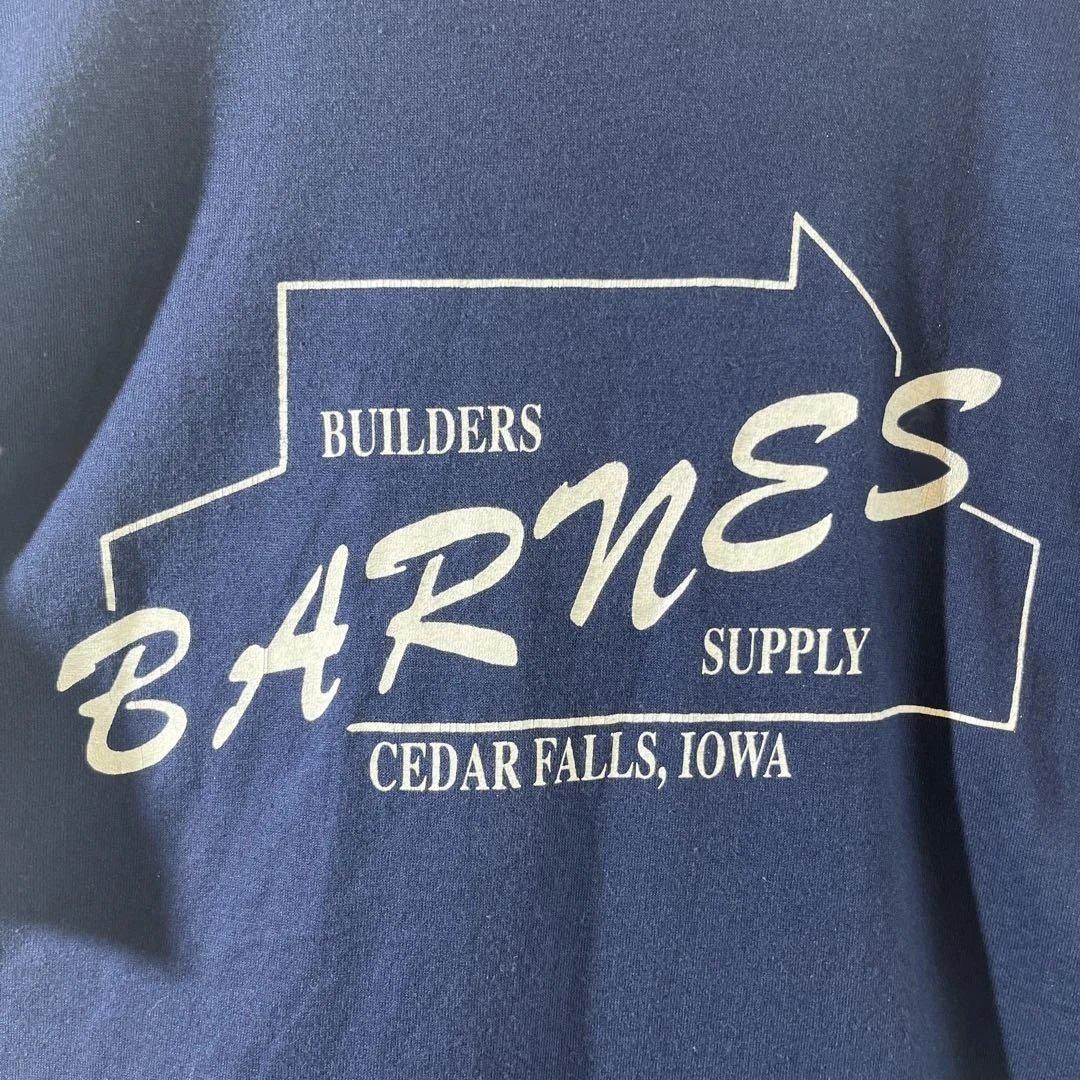 BUILDERS
BARNES
SUPPLY
CEDAR FALLS, IOWA